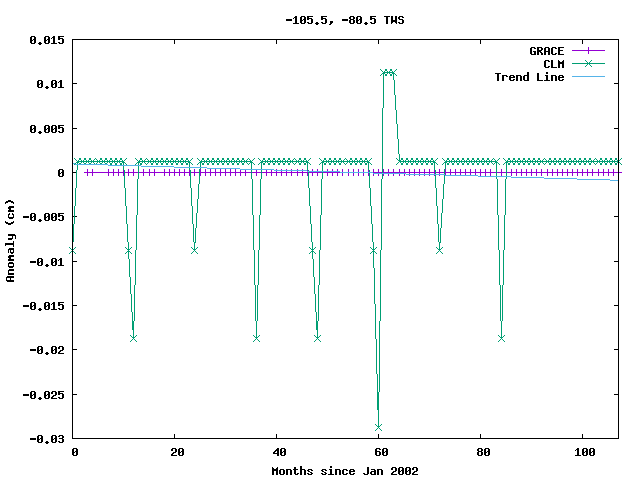 -105.5, -80.5 TWS
GRACE
CLM
Trend Line
0.015
0.01
0.005
0
-0.005
-0.01
-0.015
-0.02
-0.025
-0.03
Anomaly (cm)
0 20 40 60 80 100
Months since Jan 2002